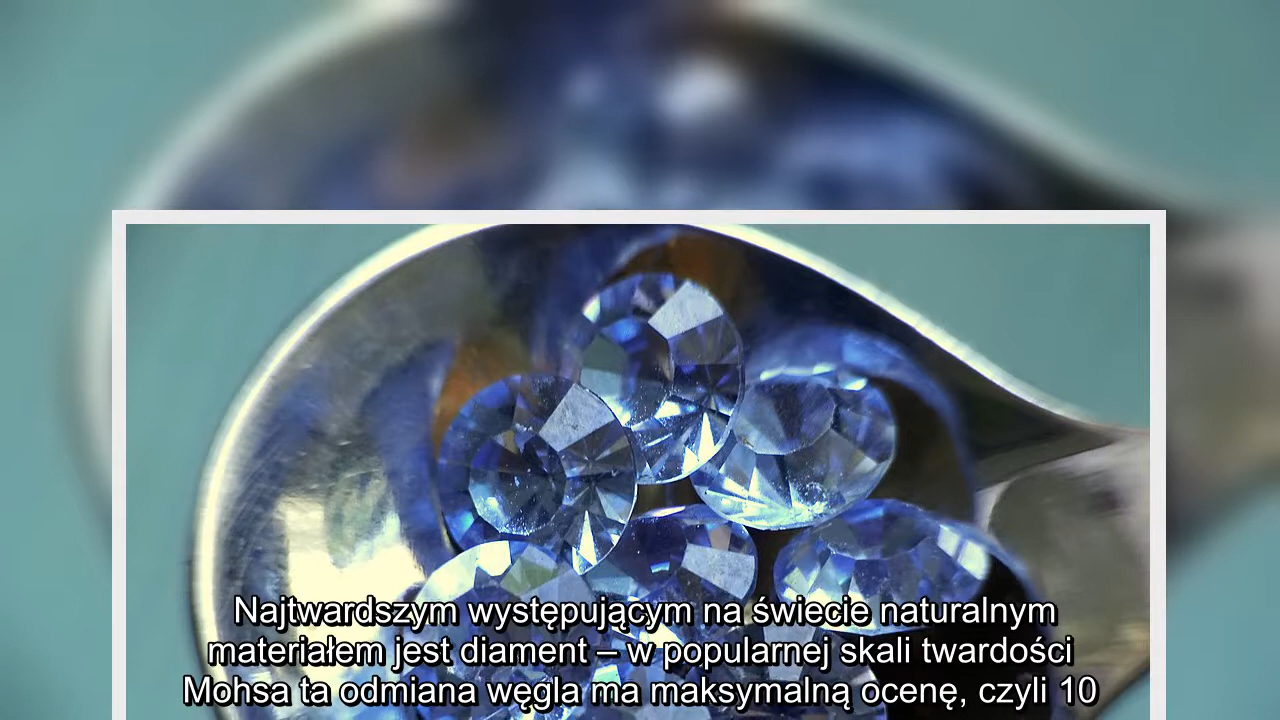 Najtwardszym występującym na świecie naturalnym
materiałem jest diament – w popularnej skali twardości
Mohsa ta odmiana węgla ma maksymalną ocenę, czyli 10